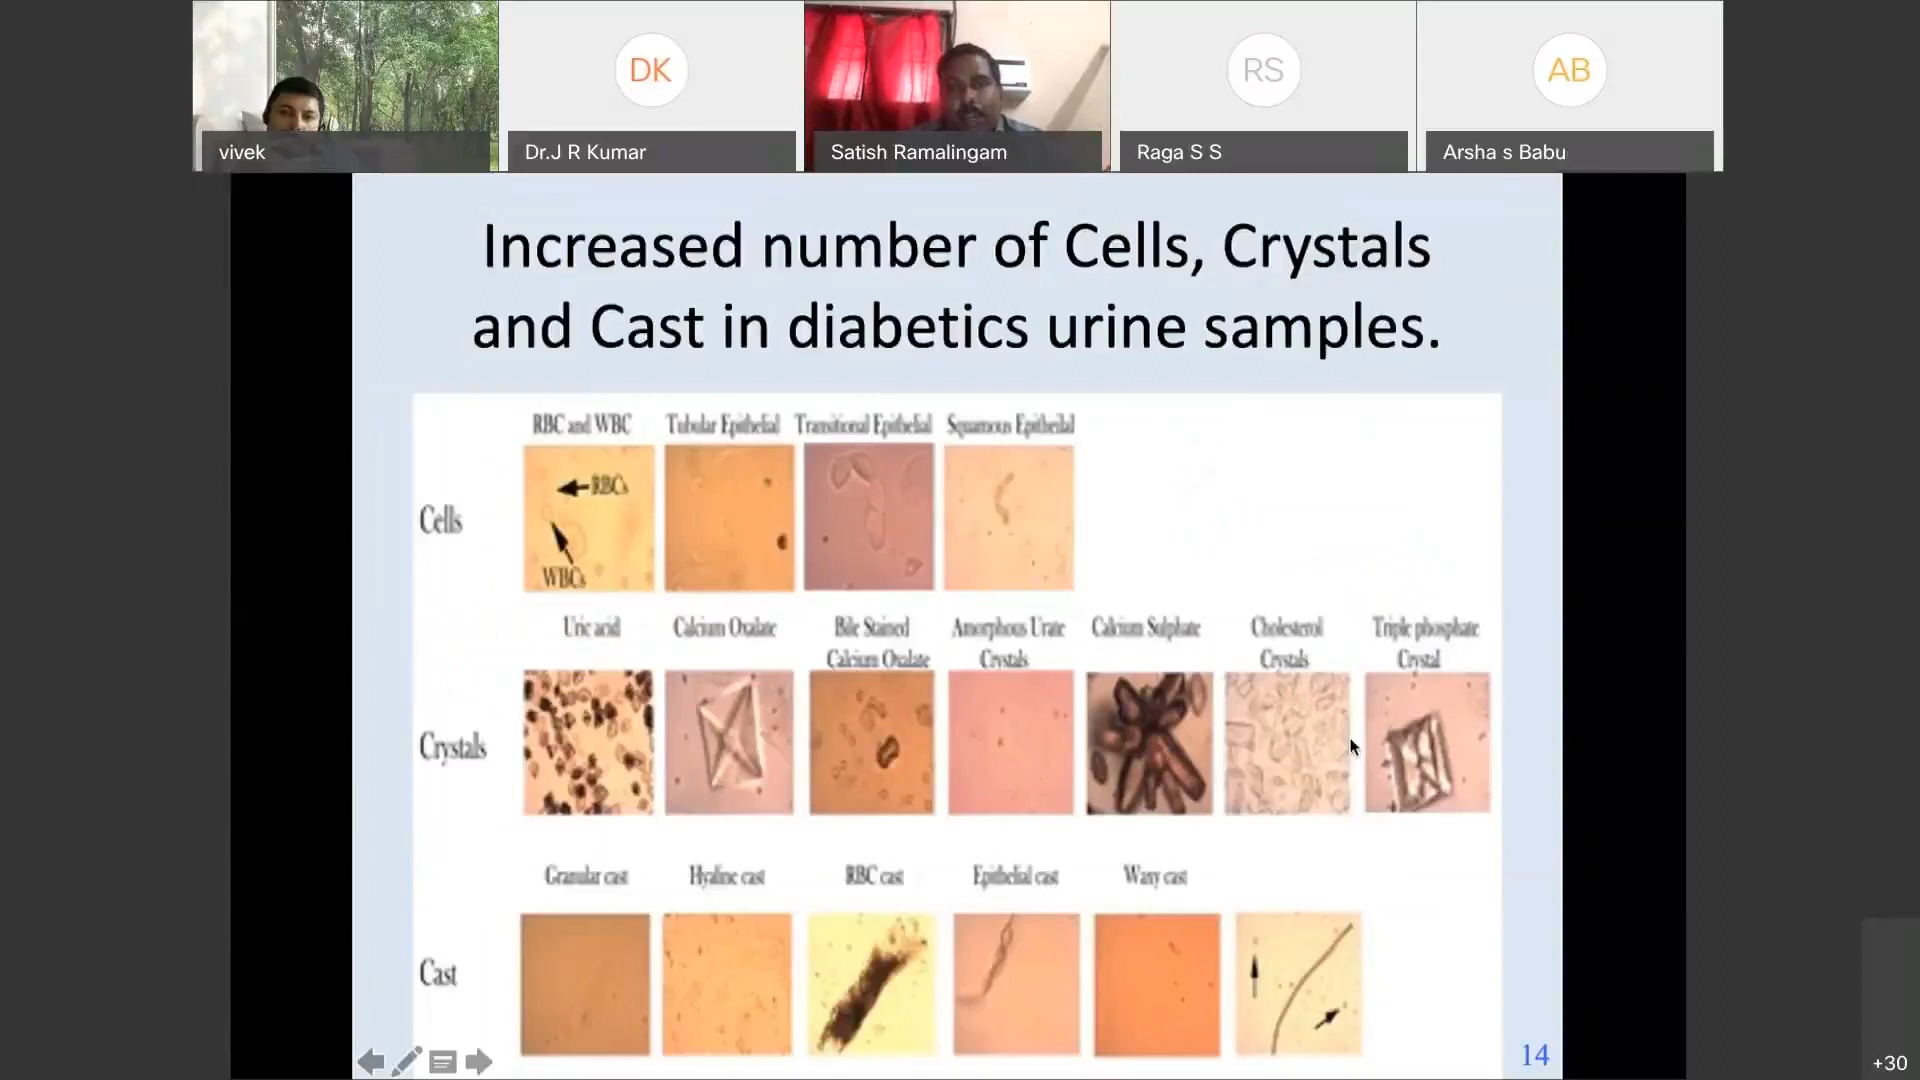 DK
RS
AB
vivek
Dr.J R Kumar
Satish Ramalingam
Raga S S
Arsha s Babu
Increased number of Cells, Crystals
and Cast in diabetics urine samples.
RBC and WBC
Tubular Epithelial
Transitional Epithelial
Squamous Epitheilal
Cells
RBCs
WBCs
Uric acid
Calcium Oxalate
Bile Stained
Calcium Oxalate
Amorphous Urate
Crystals
Calcium Sulphate
Cholesterol
Crystals
Triple phosphate
Crystal
Crystals
Granular cast
Hyaline cast
RBC cast
Epithelial cast
Waxy cast
Cast
14
+30